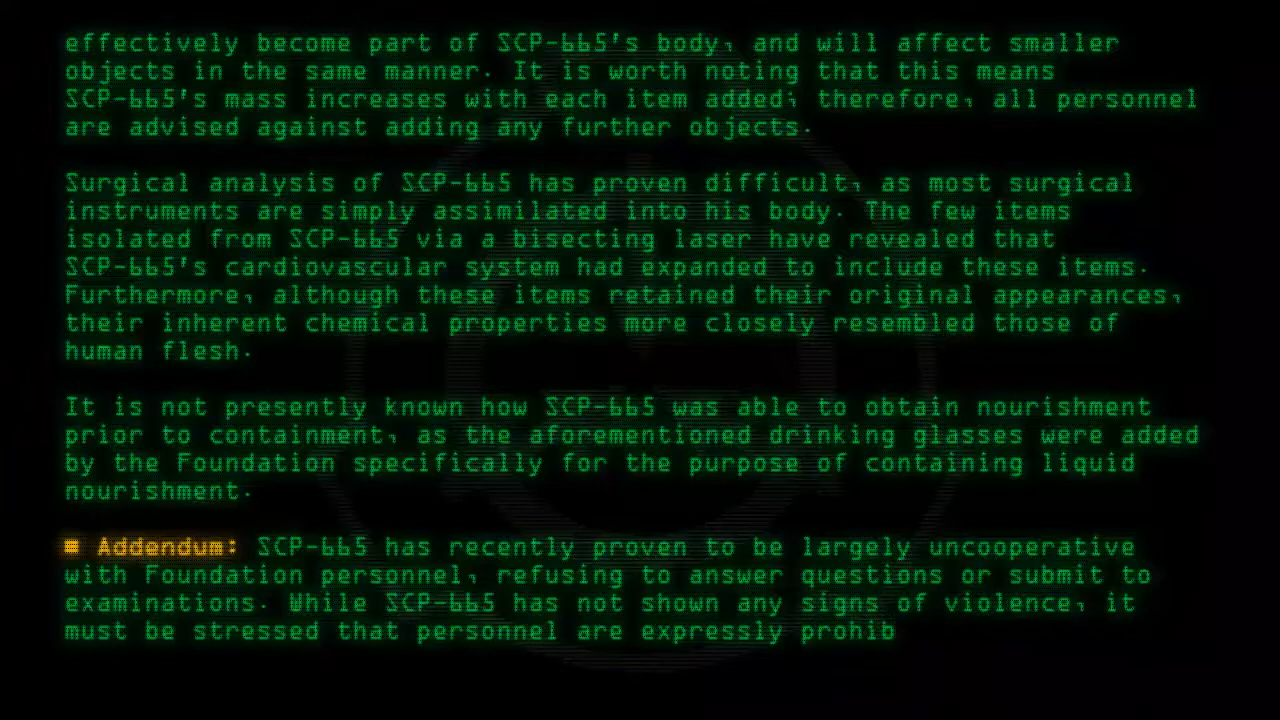 effectively become part of SCP-665's body, and will affect smaller
objects in the same manner. It is worth noting that this means
SCP-665's mass increases with each item added; therefore, all personnel
are advised against adding any further objects.
Surgical analysis of SCP-665 has proven difficult, as most surgical
instruments are simply assimilated into his body. The few items
isolated from SCP-665 via a bisecting laser have revealed that
SCP-665's cardiovascular system had expanded to include these items.
Furthermore, although these items retained their original appearances,
their inherent chemical properties more closely resembled those of
human flesh.
It is not presently known how SCP-665 was able to obtain nourishment
prior to containment, as the aforementioned drinking glasses were added
by the Foundation specifically for the purpose of containing liquid
nourishment.
■ Addendum: SCP-665 has recently proven to be largely uncooperative
with Foundation personnel, refusing to answer questions or submit to
examinations. While SCP-665 has not shown any signs of violence, it
must be stressed that personnel are expressly prohib